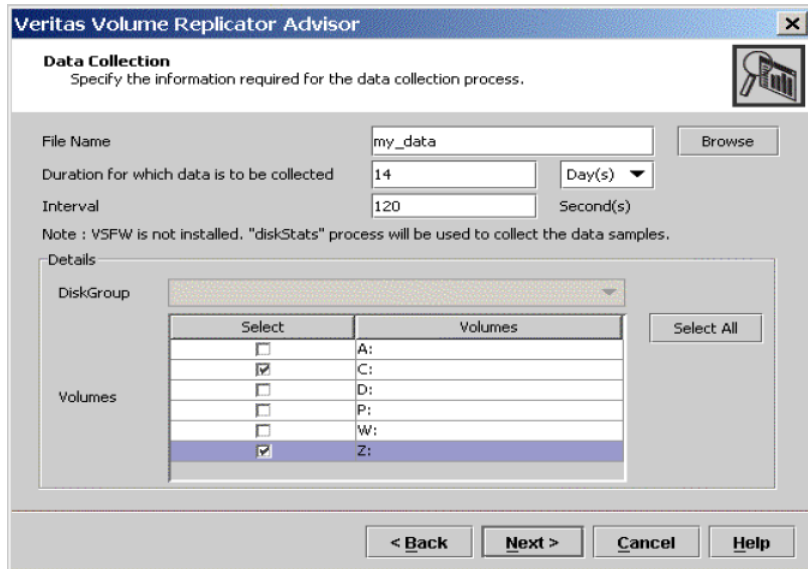 Veritas Volume Replicator Advisor
Data Collection
Specify the information required for the data collection process.
File Name my_data Browse
Duration for which data is to be collected 14 Day(s)
Interval 120 Second(s)
Note : VSFW is not installed. "diskStats" process will be used to collect the data samples.
Details
DiskGroup
Select Volumes Select All
A:
C:
D:
Volumes
P:
W:
Z:
< Back Next > Cancel Help